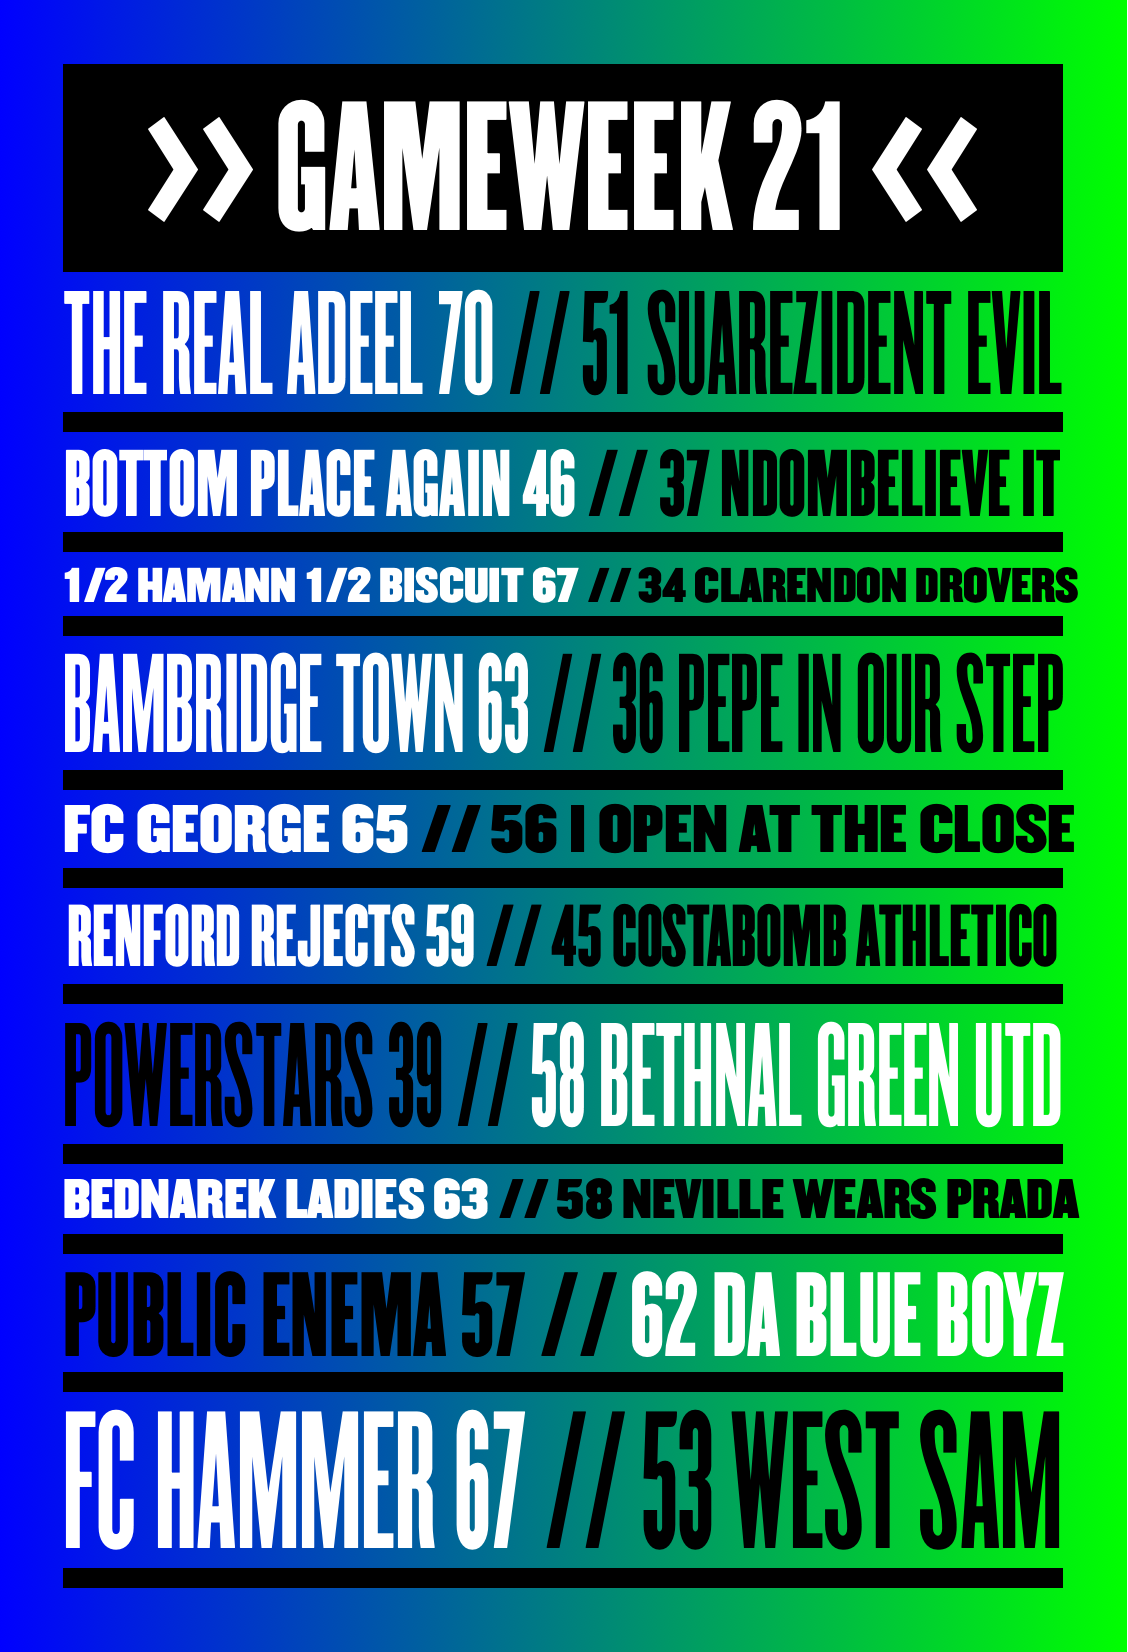 >> GAMEWEEK 21 <<
THE REAL ADEEL 70 // 51 SUAREZIDENT EVIL
BOTTOM PLACE AGAIN 46 // 37 NDOMBELIEVE IT
1/2 HAMANN 1/2 BISCUIT 67 // 34 CLARENDON DROVERS
BAMBRIDGE TOWN 63 // 36 PEPE IN OUR STEP
FC GEORGE 65 // 56 I OPEN AT THE CLOSE
RENFORD REJECTS 59 // 45 COSTABOMB ATHLETICO
POWERSTARS 39 // 58 BETHNAL GREEN UTD
BEDNAREK LADIES 63 // 58 NEVILLE WEARS PRADA
PUBLIC ENEMA 57 // 62 DA BLUE BOYZ
FC HAMMER 67 // 53 WEST SAM